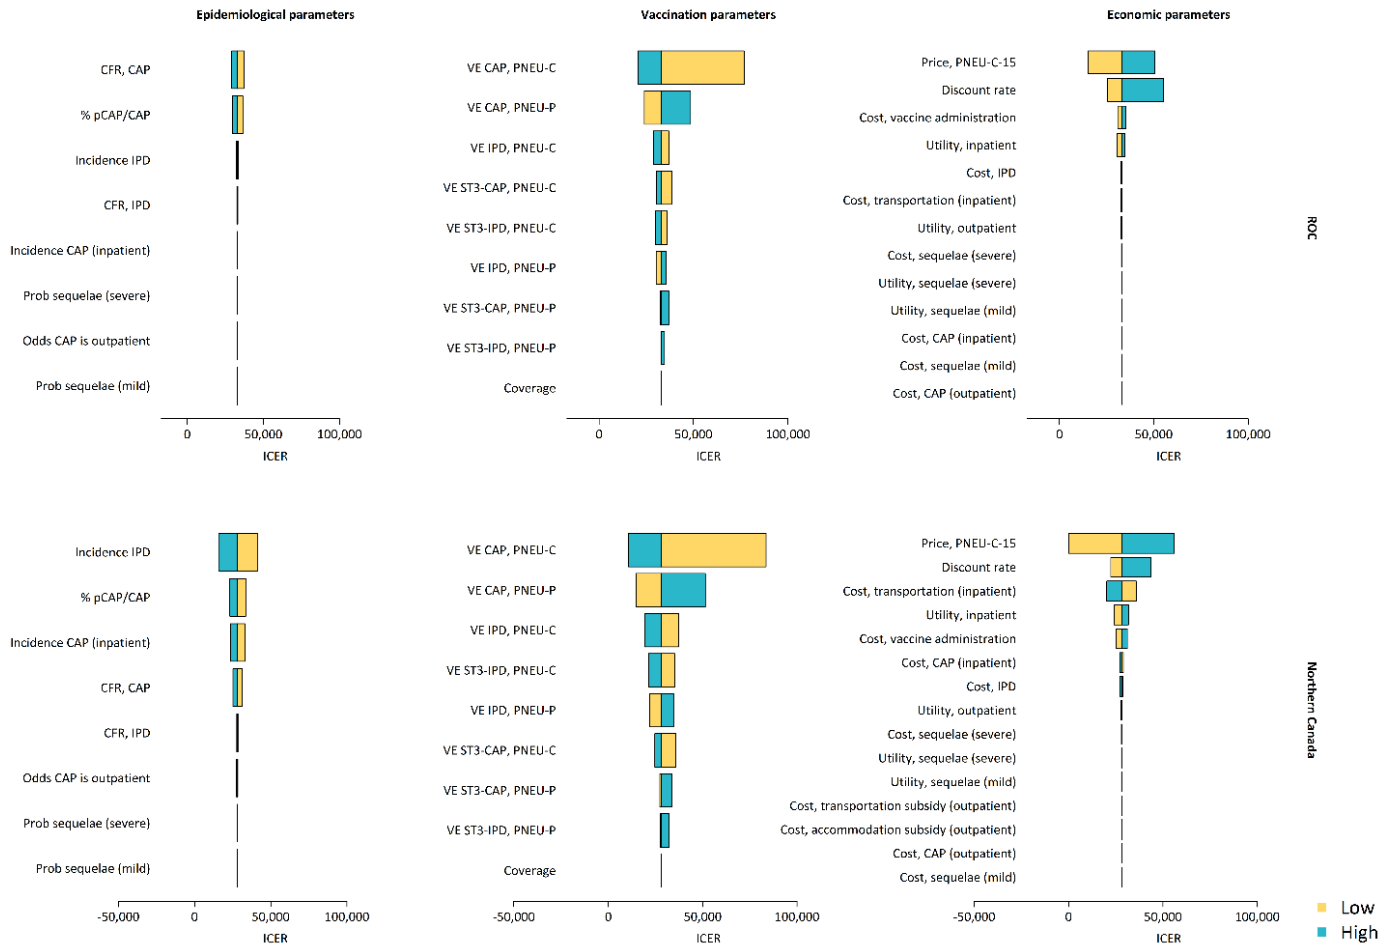 Epidemiological parameters
CFR, CAP
% pCAP/CAP
Incidence IPD
CFR, IPD
Incidence CAP (inpatient)
Prob sequelae (severe)
Odds CAP is outpatient
Prob sequelae (mild)
0 50,000 100,000
ICER
Vaccination parameters
VE CAP, PNEU-C
VE CAP, PNEU-P
VE IPD, PNEU-C
VE ST3-CAP, PNEU-C
VE ST3-IPD, PNEU-C
VE IPD, PNEU-P
VE ST3-CAP, PNEU-P
VE ST3-IPD, PNEU-P
Coverage
0 50,000 100,000
ICER
Economic parameters
Price, PNEU-C-15
Discount rate
Cost, vaccine administration
Utility, inpatient
Cost, IPD
Cost, transportation (inpatient)
Utility, outpatient
Cost, sequelae (severe)
Utility, sequelae (severe)
Utility, sequelae (mild)
Cost, CAP (inpatient)
Cost, sequelae (mild)
Cost, CAP (outpatient)
0 50,000 100,000
ICER
ROC
Incidence IPD
% pCAP/CAP
Incidence CAP (inpatient)
CFR, CAP
CFR, IPD
Odds CAP is outpatient
Prob sequelae (severe)
Prob sequelae (mild)
-50,000 0 50,000 100,000
ICER
VE CAP, PNEU-C
VE CAP, PNEU-P
VE IPD, PNEU-C
VE ST3-IPD, PNEU-C
VE IPD, PNEU-P
VE ST3-CAP, PNEU-C
VE ST3-CAP, PNEU-P
VE ST3-IPD, PNEU-P
Coverage
-50,000 0 50,000 100,000
ICER
Price, PNEU-C-15
Discount rate
Cost, transportation (inpatient)
Utility, inpatient
Cost, vaccine administration
Cost, CAP (inpatient)
Cost, IPD
Utility, outpatient
Cost, sequelae (severe)
Utility, sequelae (severe)
Utility, sequelae (mild)
Cost, transportation subsidy (outpatient)
Cost, accommodation subsidy (outpatient)
Cost, CAP (outpatient)
Cost, sequelae (mild)
-50,000 0 50,000 100,000
ICER
Northern Canada
Low
High